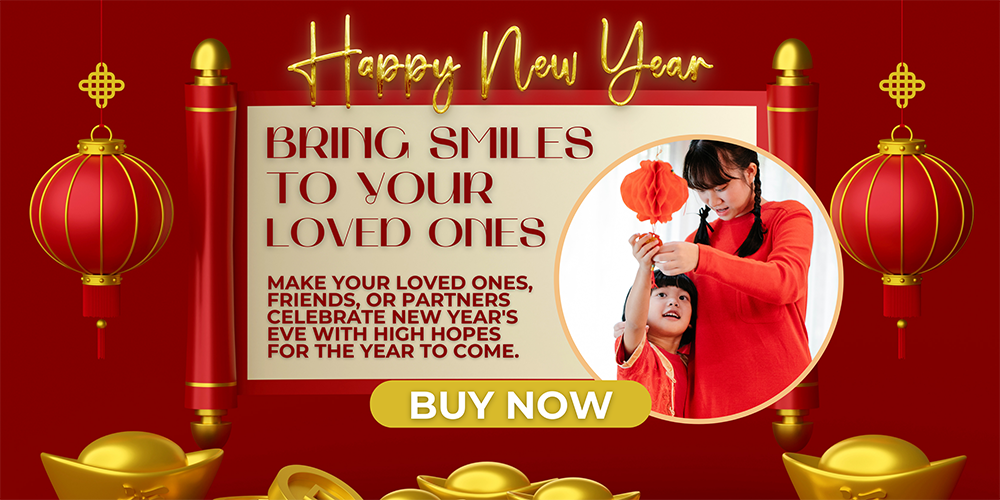 Happy New Year
BRING SMILES
TO YOUR
LOVED ONES
MAKE YOUR LOVED ONES,
FRIENDS, OR PARTNERS
CELEBRATE NEW YEAR'S
EVE WITH HIGH HOPES
FOR THE YEAR TO COME.
BUY NOW